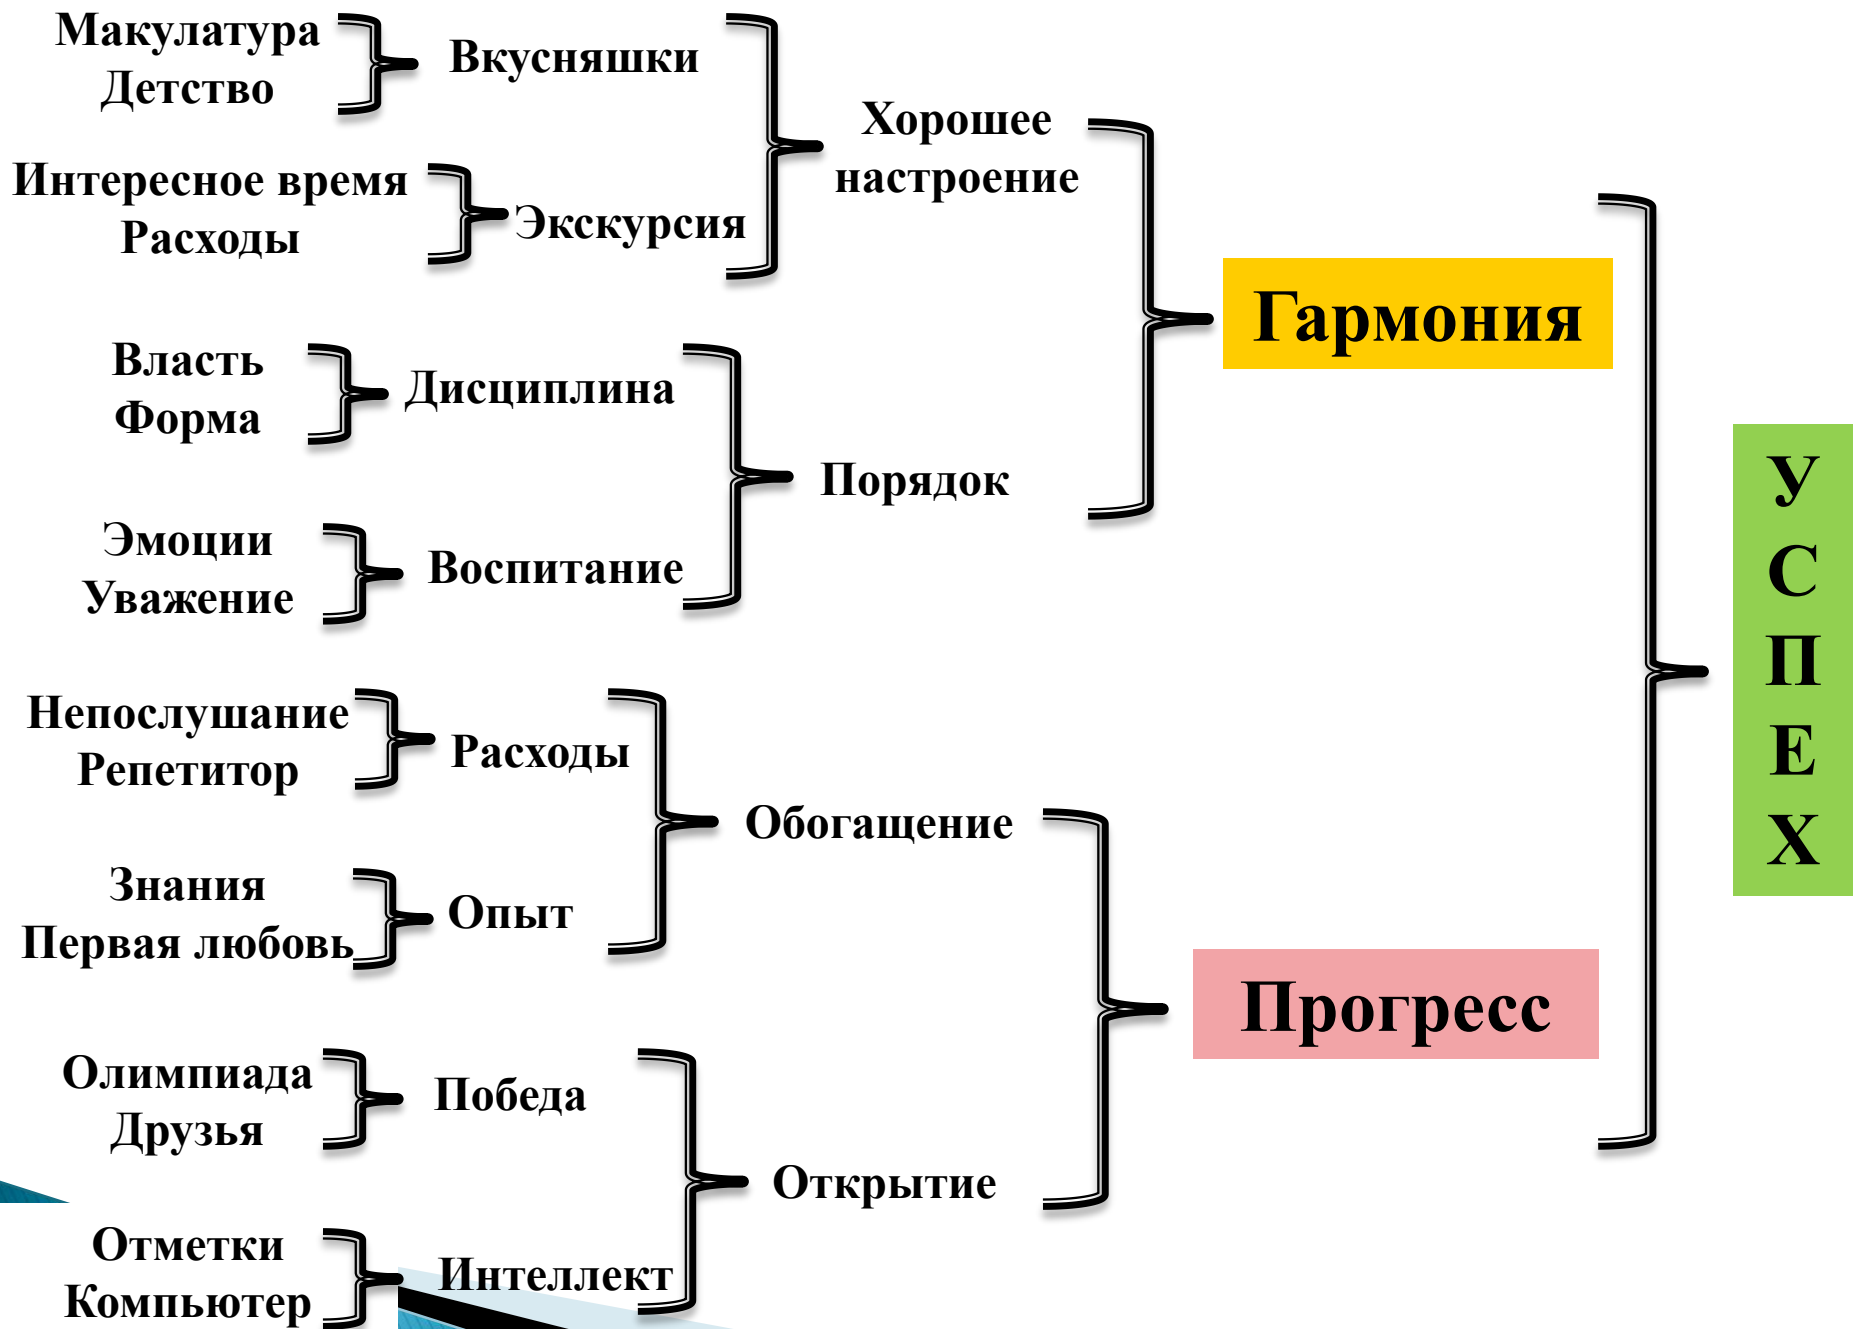 Макулатура
Детство
Вкусняшки
Интересное время
Расходы
Экскурсия
Хорошее
настроение
Власть
Форма
Дисциплина
Эмоции
Уважение
Воспитание
Порядок
Гармония
Непослушание
Репетитор
Расходы
Знания
Первая любовь
Опыт
Обогащение
Олимпиада
Друзья
Победа
Отметки
Компьютер
Интеллект
Открытие
Прогресс
У
С
П
Е
Х